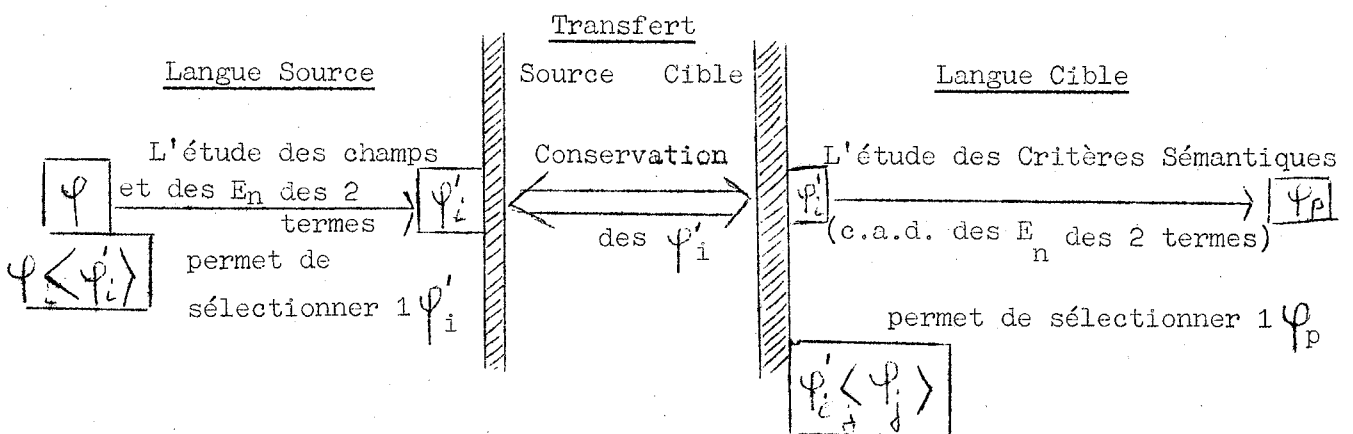 Transfert
Langue Source
Source Cible
Langue Cible
L'étude des champs
et des En des 2
termes
φ
φ'i
φi < φ'i >
permet de
sélectionner 1 φ'i
Conservation
des φ'i
φ'i
L'étude des Critères Sémantiques
(c.a.d. des En des 2 termes)
φp
permet de sélectionner 1 φp
φ'i j < φj >